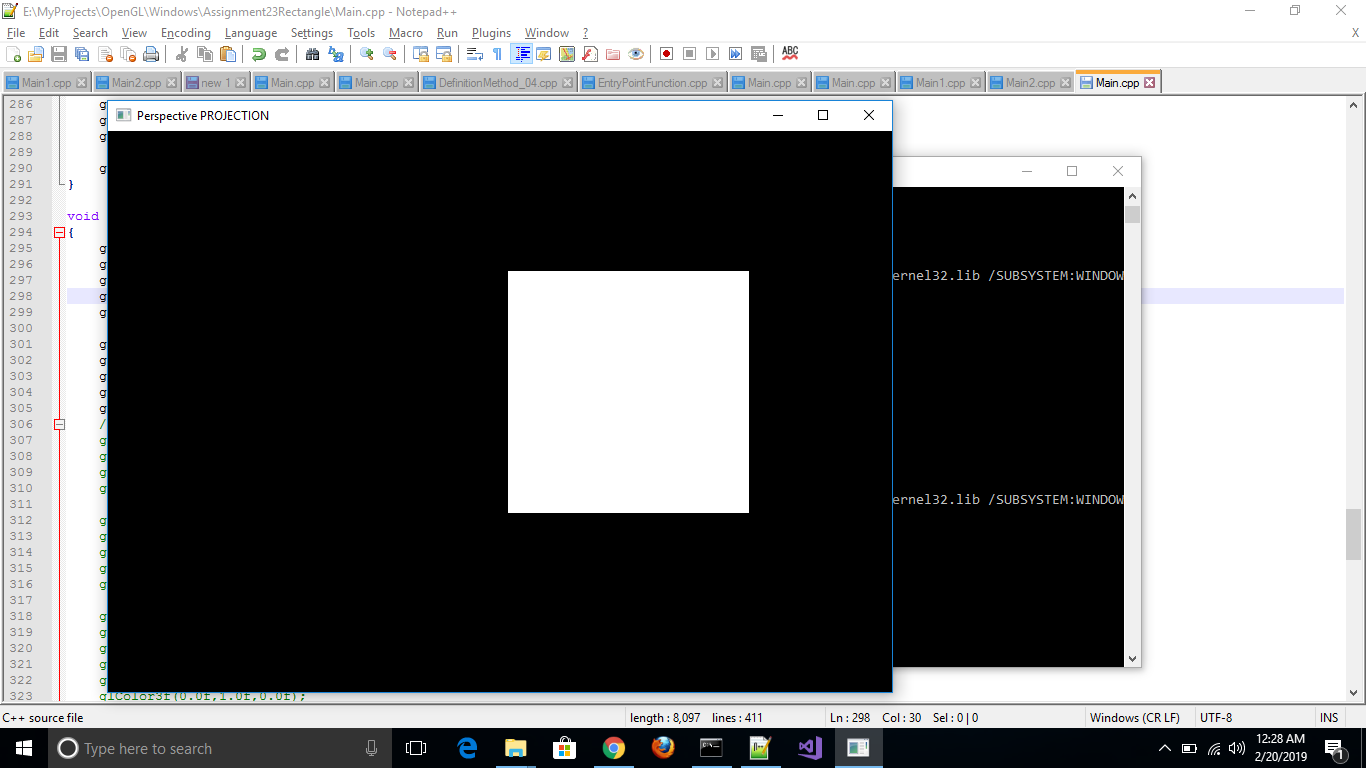 E:\MyProjects\OpenGL\Windows\Assignment23Rectangle\Main.cpp - Notepad++
File Edit Search View Encoding Language Settings Tools Macro Run Plugins Window ? X
Main1.cpp Main2.cpp new 1 Main.cpp Main.cpp DefinitionMethod_04.cpp EntryPointFunction.cpp Main.cpp Main.cpp Main1.cpp Main2.cpp Main.cpp
Perspective PROJECTION
286 g
287 g
288 g
289
290 g
291 }
292
293 void
294 {
295 g
296 g
ernel32.lib /SUBSYSTEM:WINDOW
297 g
298 g
299 g
300
301 g
302 g
303 g
304 g
305 g
306 /
307 g
308 g
309 g
310 g
ernel32.lib /SUBSYSTEM:WINDOW
311
312 g
313 g
314 g
315 g
316 g
317
318 g
319 g
320 g
321 g
322 g
323 glColor3f(0.0f,1.0f,0.0f);
C++ source file length : 8,097 lines : 411 Ln : 298 Col : 30 Sel : 0 | 0 Windows (CR LF) UTF-8 INS
Type here to search
12:28 AM
2/20/2019
1